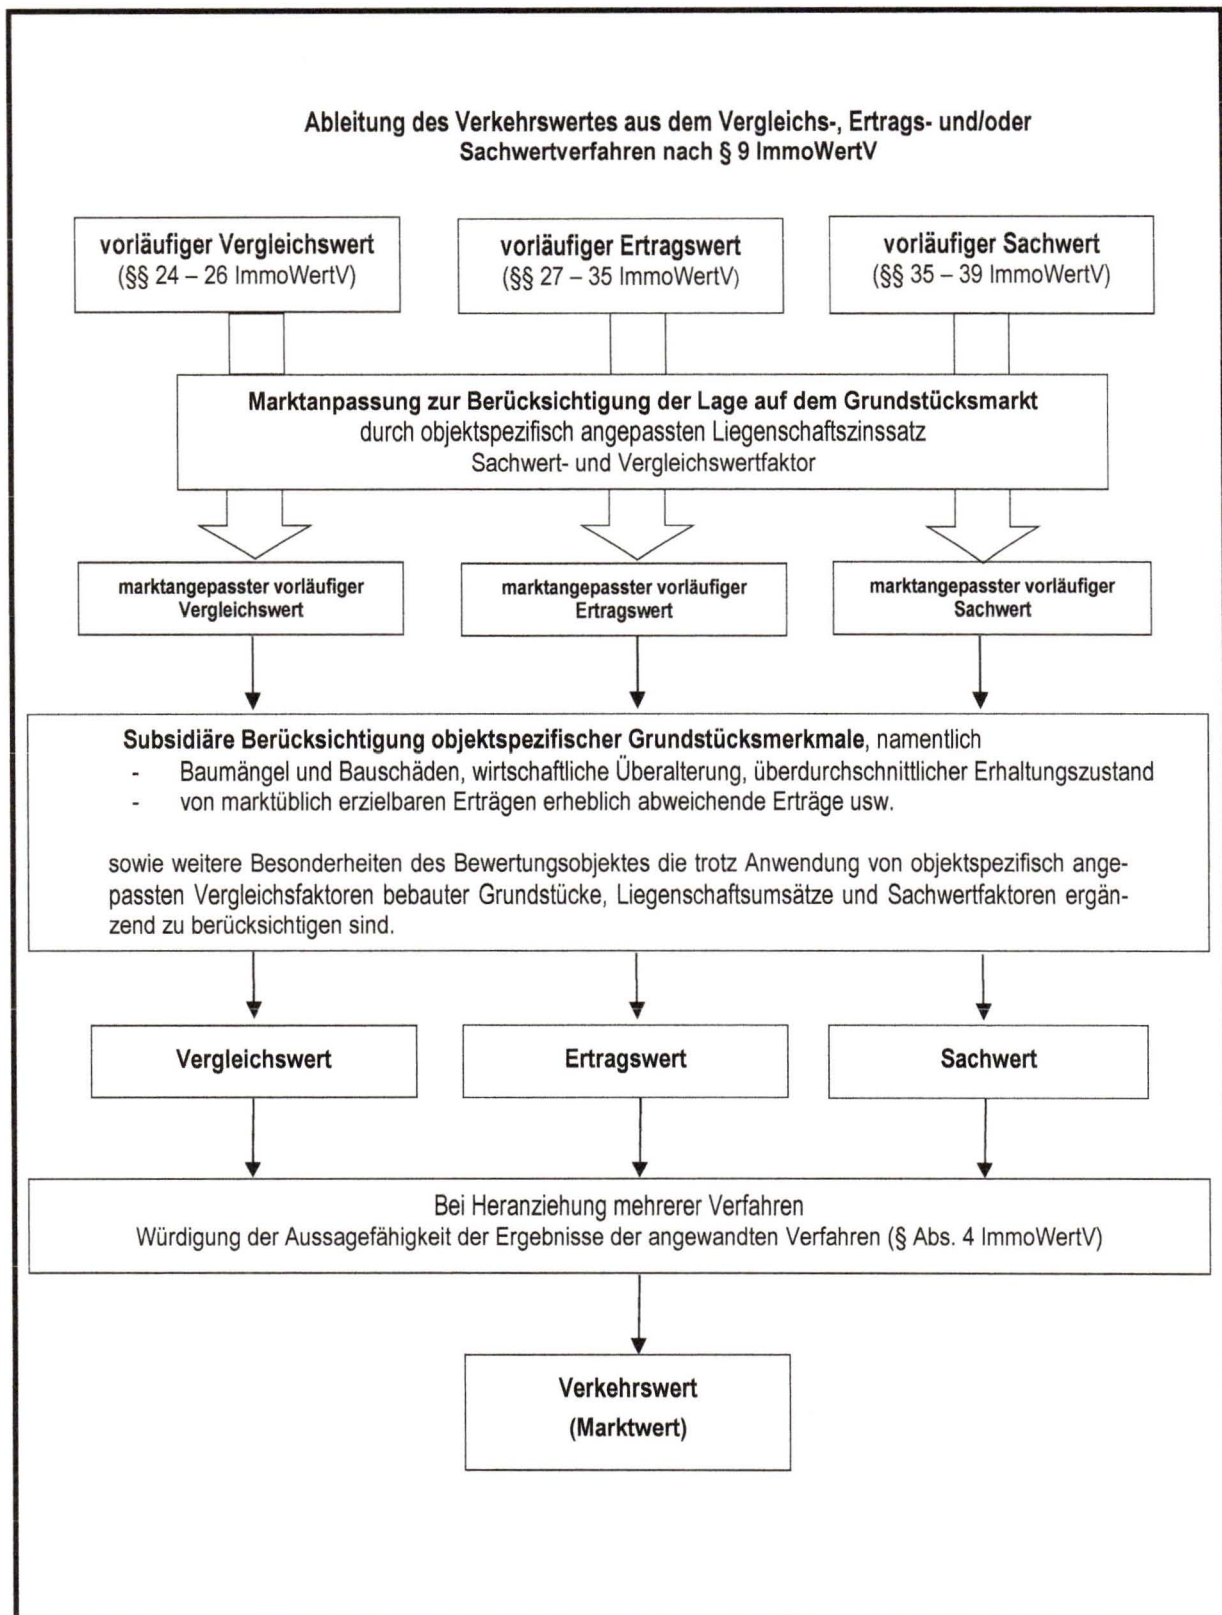 Ableitung des Verkehrswertes aus dem Vergleichs-, Ertrags- und/oder
Sachwertverfahren nach § 9 ImmoWertV
vorläufiger Vergleichswert
(§§ 24 – 26 ImmoWertV)
vorläufiger Ertragswert
(§§ 27 – 35 ImmoWertV)
vorläufiger Sachwert
(§§ 35 – 39 ImmoWertV)
Marktanpassung zur Berücksichtigung der Lage auf dem Grundstücksmarkt
durch objektspezifisch angepassten Liegenschaftszinssatz
Sachwert- und Vergleichswertfaktor
marktangepasster vorläufiger
Vergleichswert
marktangepasster vorläufiger
Ertragswert
marktangepasster vorläufiger
Sachwert
Subsidiäre Berücksichtigung objektspezifischer Grundstücksmerkmale, namentlich
- Baumängel und Bauschäden, wirtschaftliche Überalterung, überdurchschnittlicher Erhaltungszustand
- von marktüblich erzielbaren Erträgen erheblich abweichende Erträge usw.
sowie weitere Besonderheiten des Bewertungsobjektes die trotz Anwendung von objektspezifisch ange-
passten Vergleichsfaktoren bebauter Grundstücke, Liegenschaftsumsätze und Sachwertfaktoren ergän-
zend zu berücksichtigen sind.
Vergleichswert
Ertragswert
Sachwert
Bei Heranziehung mehrerer Verfahren
Würdigung der Aussagefähigkeit der Ergebnisse der angewandten Verfahren (§ Abs. 4 ImmoWertV)
Verkehrswert
(Marktwert)